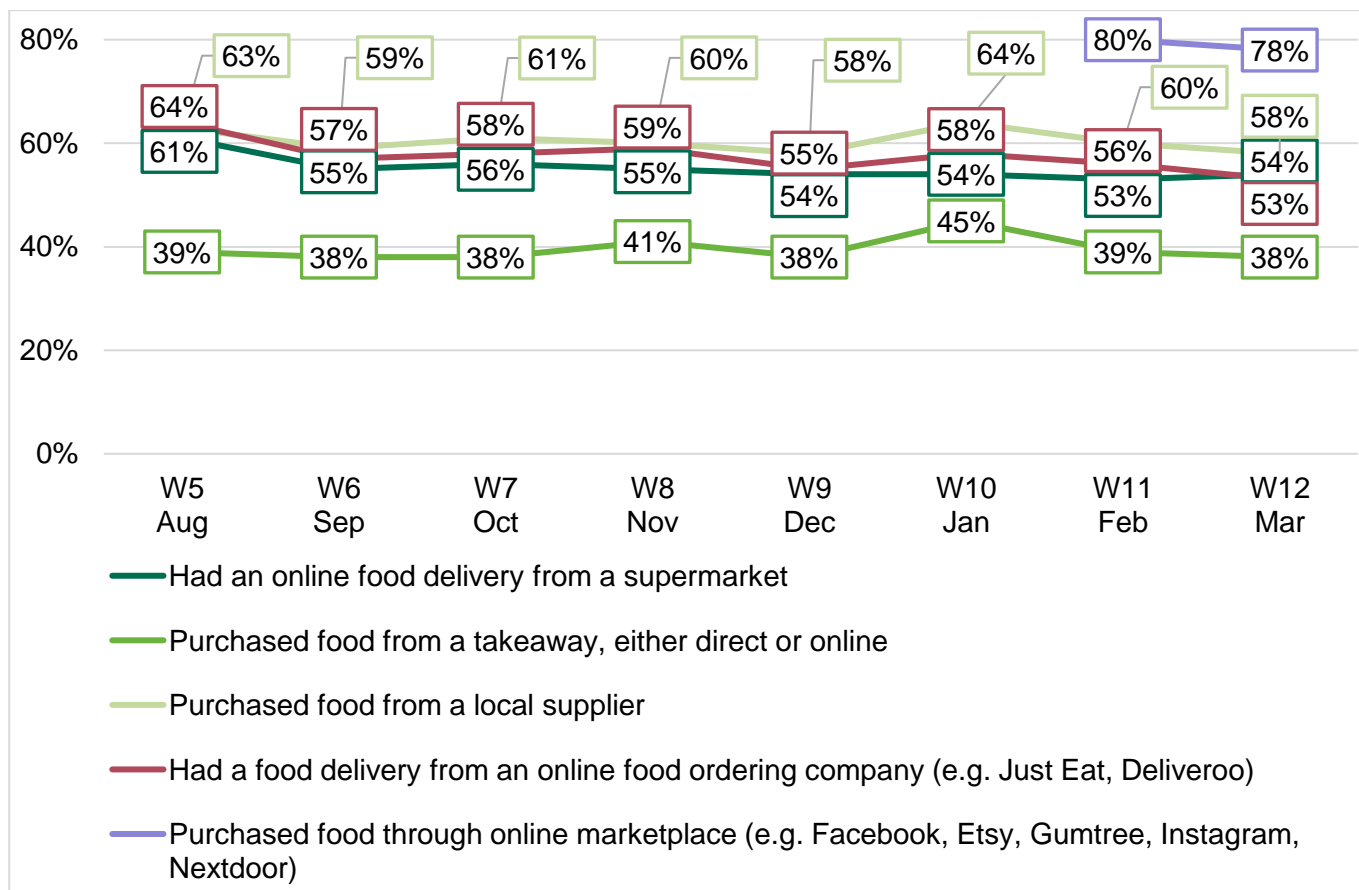 80%
60%
40%
20%
0%
63%
59%
61%
60%
58%
64%
60%
58%
80%
78%
64%
57%
58%
59%
55%
58%
56%
53%
61%
55%
56%
55%
54%
54%
53%
54%
39%
38%
38%
41%
38%
45%
39%
38%
W5
Aug
W6
Sep
W7
Oct
W8
Nov
W9
Dec
W10
Jan
W11
Feb
W12
Mar
Had an online food delivery from a supermarket
Purchased food from a takeaway, either direct or online
Purchased food from a local supplier
Had a food delivery from an online food ordering company (e.g. Just Eat, Deliveroo)
Purchased food through online marketplace (e.g. Facebook, Etsy, Gumtree, Instagram,
Nextdoor)